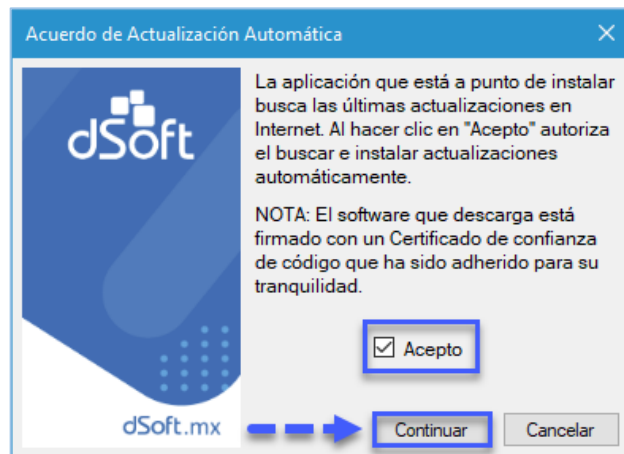 Acuerdo de Actualización Automática
dSoft
La aplicación que está a punto de instalar
busca las últimas actualizaciones en
Internet. Al hacer clic en "Acepto" autoriza
el buscar e instalar actualizaciones
automáticamente.
NOTA: El software que descarga está
firmado con un Certificado de confianza
de código que ha sido adherido para su
tranquilidad.
Acepto
dSoft.mx
Continuar
Cancelar